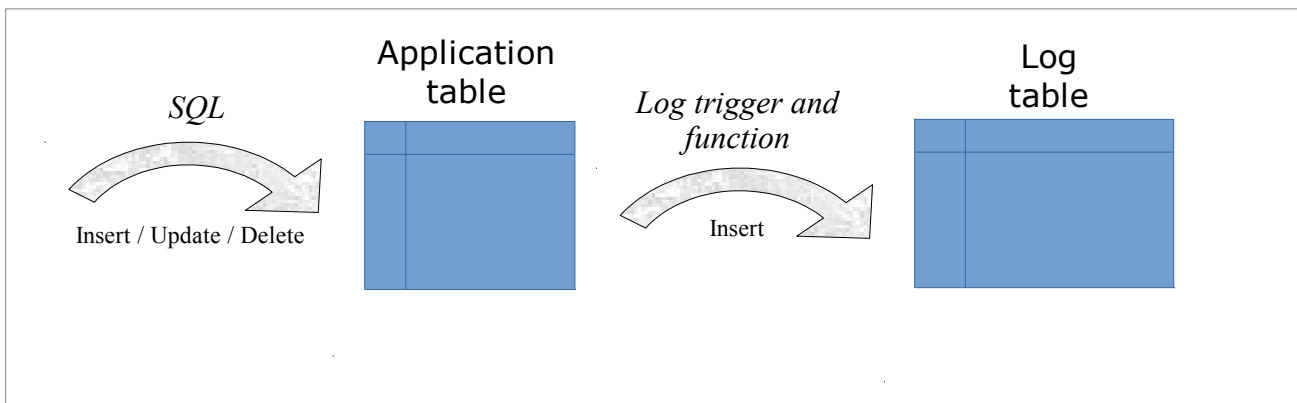 Application
table
SQL
Insert / Update / Delete
Log trigger and
function
Insert
Log
table